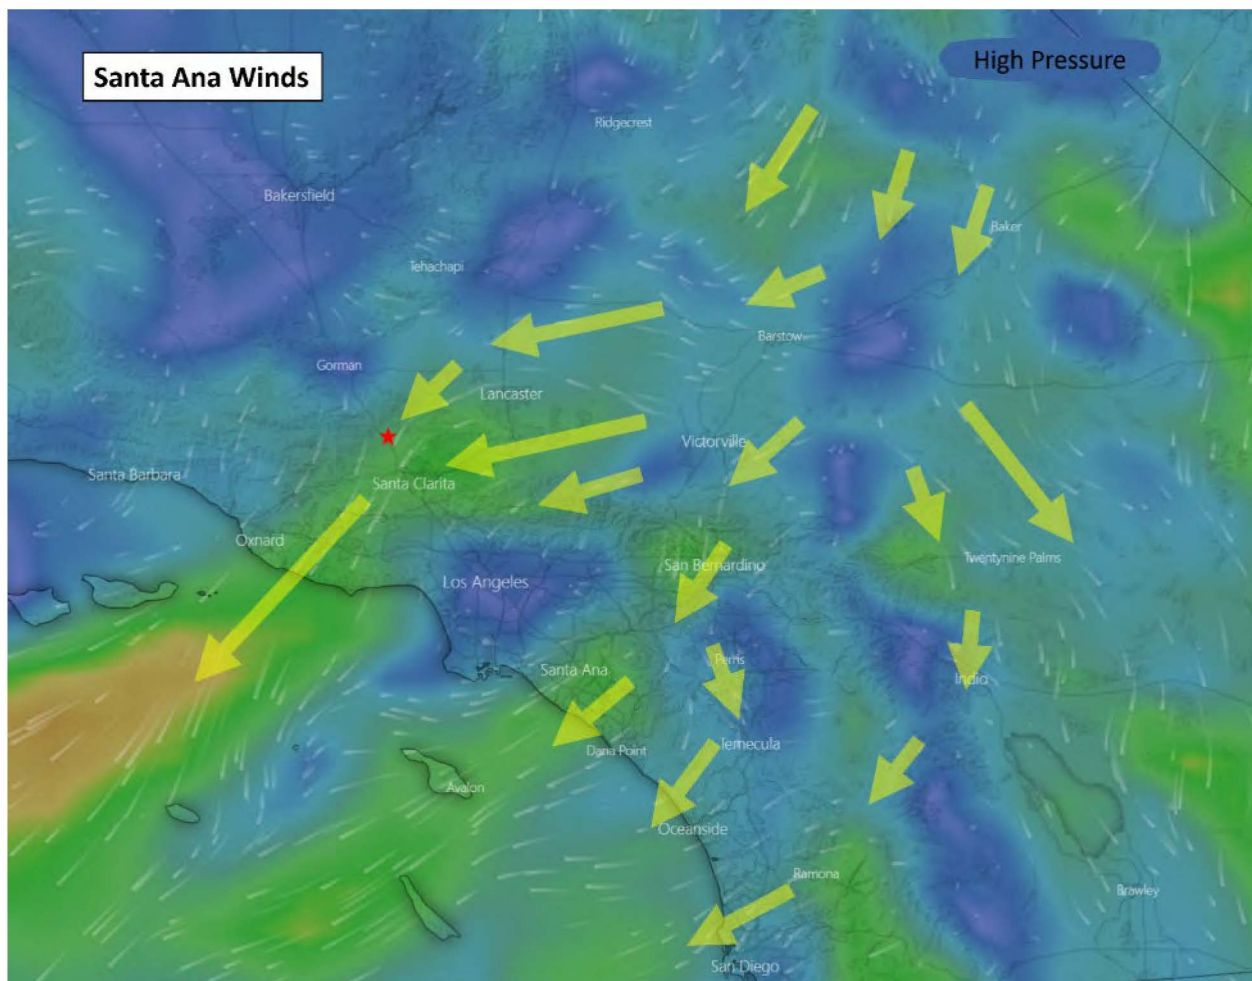 Santa Ana Winds
High Pressure
Ridgecrest
Bakersfield
Baker
Tehachapi
Barstow
Gorman
Lancaster
Victorville
Santa Barbara
Santa Clarita
Oxnard
Twentynine Palms
San Bernardino
Los Angeles
Perris
Santa Ana
Indio
Temecula
Dana Point
Avalon
Oceanside
Ramona
Brawley
San Diego